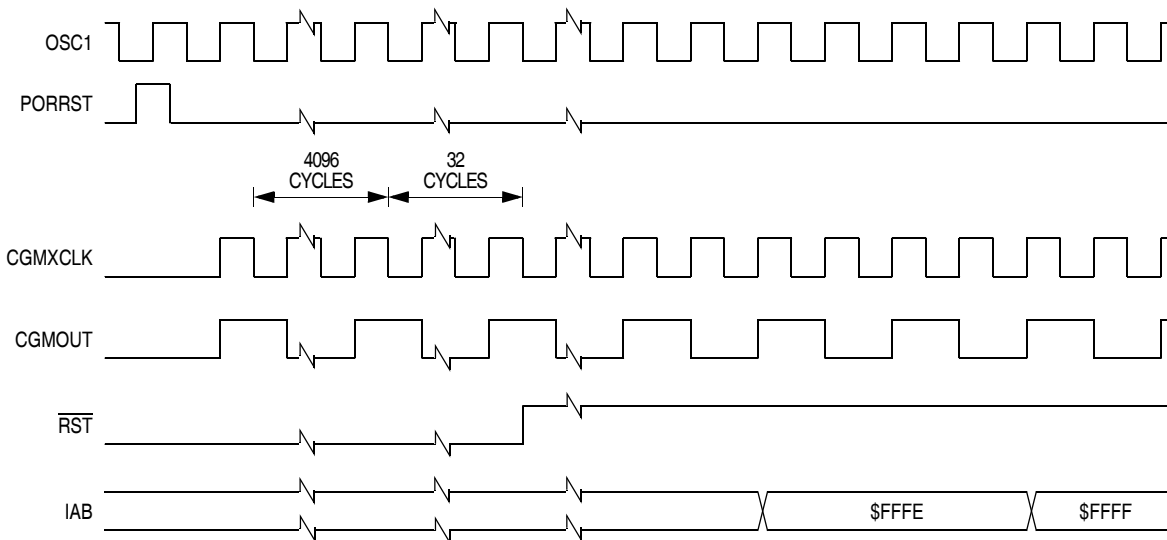 OSC1
PORRST
4096
CYCLES
32
CYCLES
CGMXCLK
CGMOUT
RST
IAB
$FFFE
$FFFF